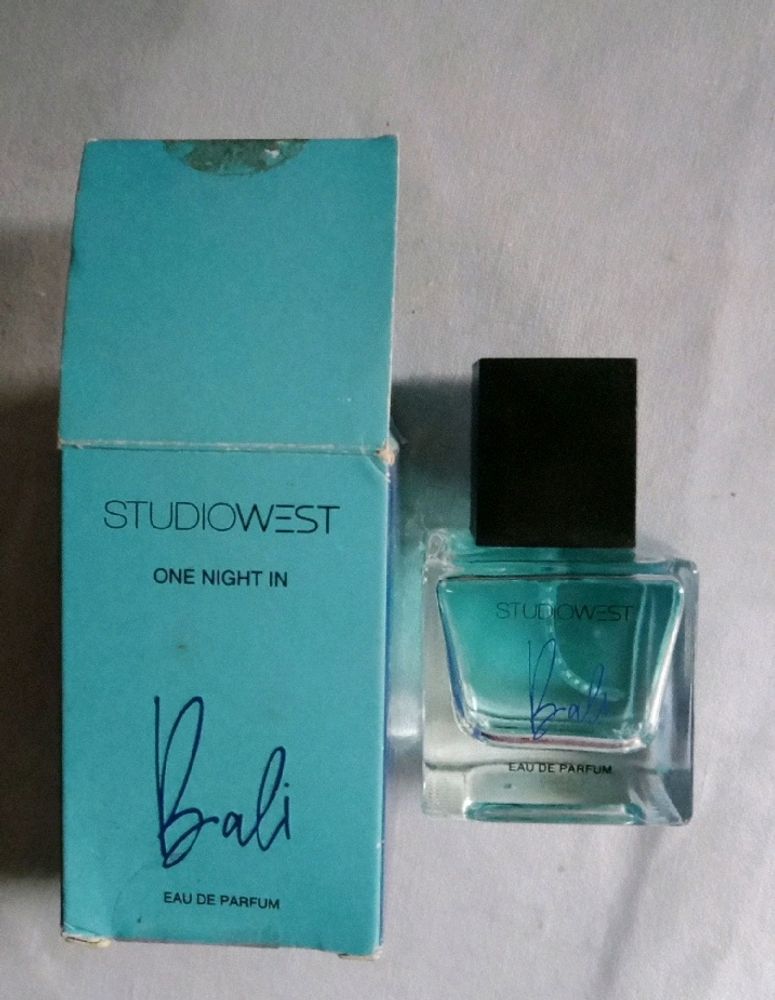 STUDIOWEST
ONE NIGHT IN
Bali
EAU DE PARFUM
STUDIOWEST
Bali
EAU DE PARFUM